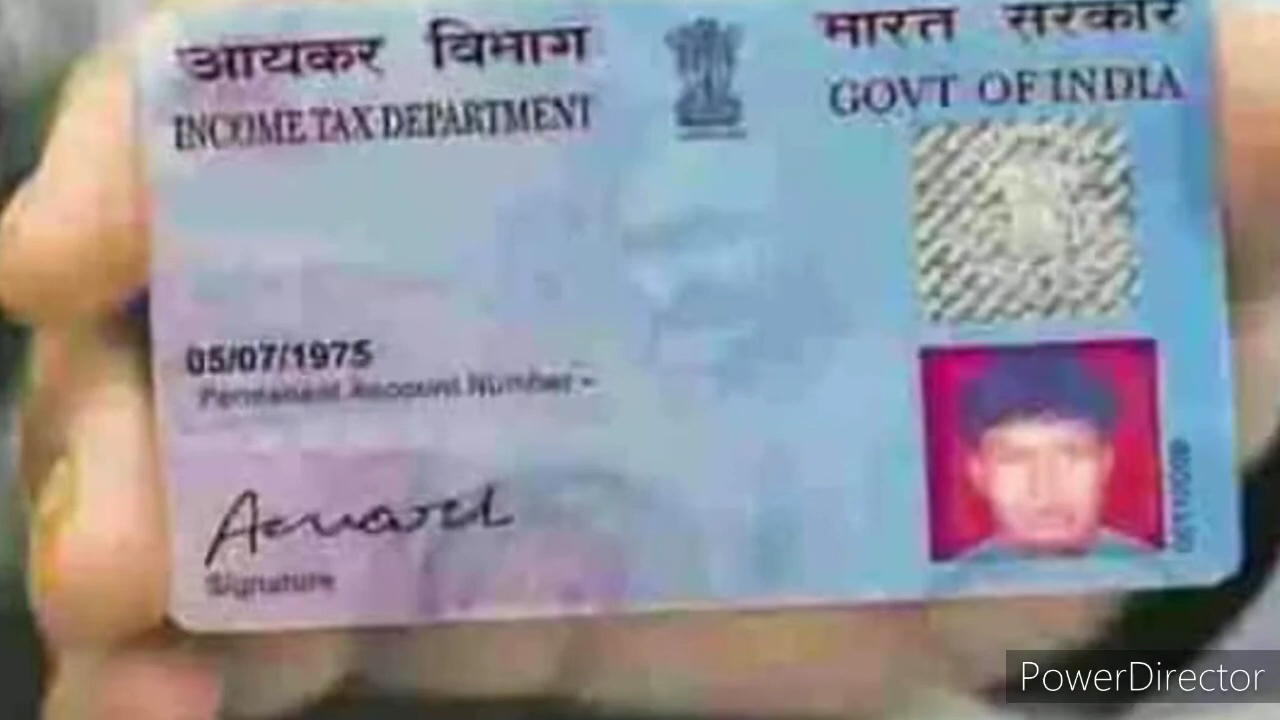 आयकर विभाग
INCOME TAX DEPARTMENT
भारत सरकार
GOVT OF INDIA
05/07/1975
Permanent Account Number -
Signature
PowerDirector